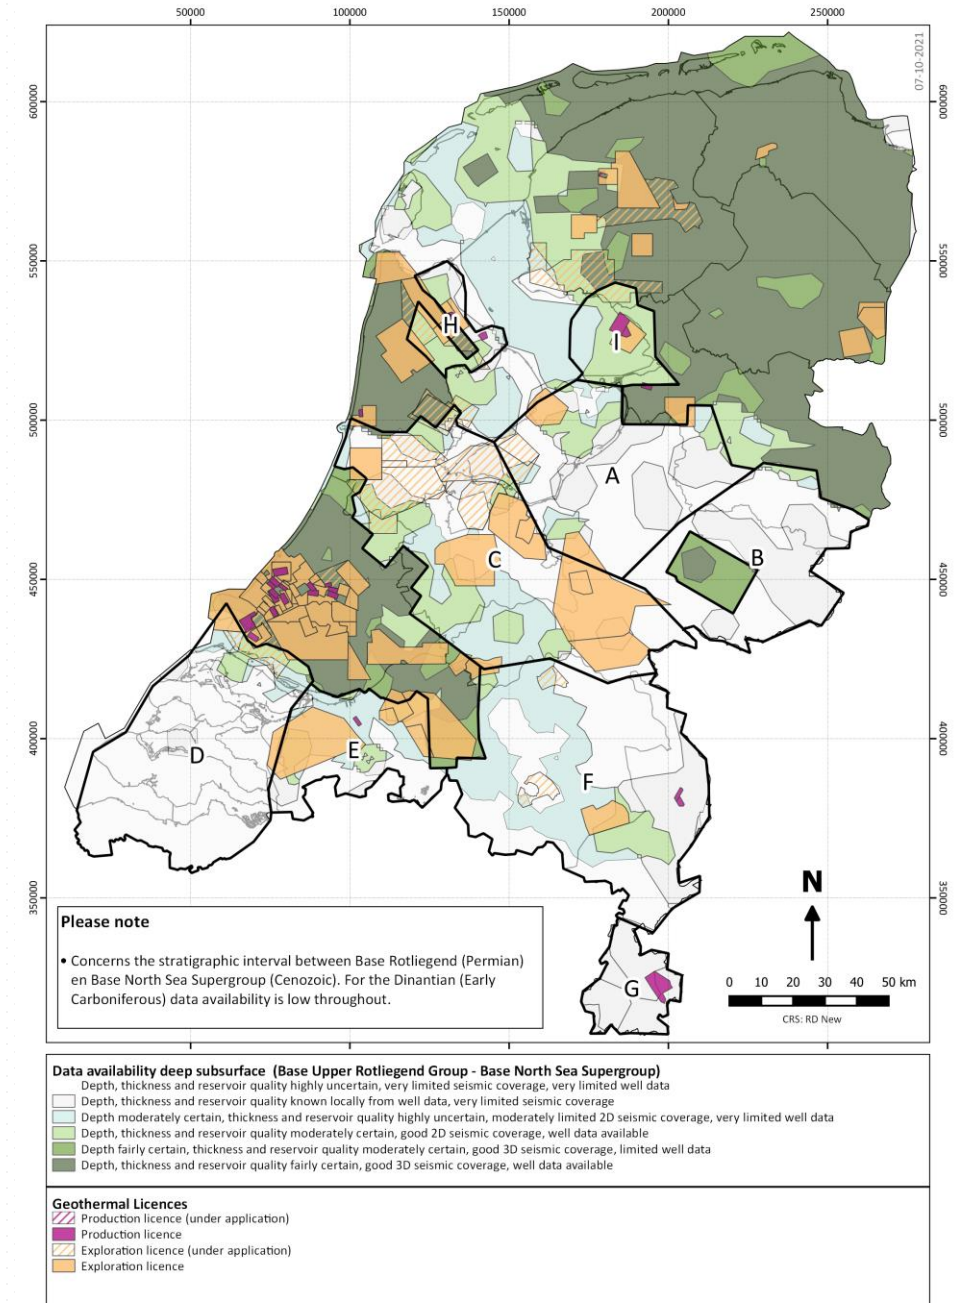 50000 100000 150000 200000 250000
07-10-2021
600000 600000
550000 550000
500000 500000
450000 450000
400000 400000
350000 350000
H
I
A
B
C
D
E
F
G
N
0 10 20 30 40 50 km
CRS: RD New
Please note
• Concerns the stratigraphic interval between Base Rotliegend (Permian)
en Base North Sea Supergroup (Cenozoic). For the Dinantian (Early
Carboniferous) data availability is low throughout.
Data availability deep subsurface (Base Upper Rotliegend Group - Base North Sea Supergroup)
Depth, thickness and reservoir quality highly uncertain, very limited seismic coverage, very limited well data
Depth, thickness and reservoir quality known locally from well data, very limited seismic coverage
Depth moderately certain, thickness and reservoir quality highly uncertain, moderately limited 2D seismic coverage, very limited well data
Depth, thickness and reservoir quality moderately certain, good 2D seismic coverage, well data available
Depth fairly certain, thickness and reservoir quality moderately certain, good 3D seismic coverage, limited well data
Depth, thickness and reservoir quality fairly certain, good 3D seismic coverage, well data available
Geothermal Licences
Production licence (under application)
Production licence
Exploration licence (under application)
Exploration licence